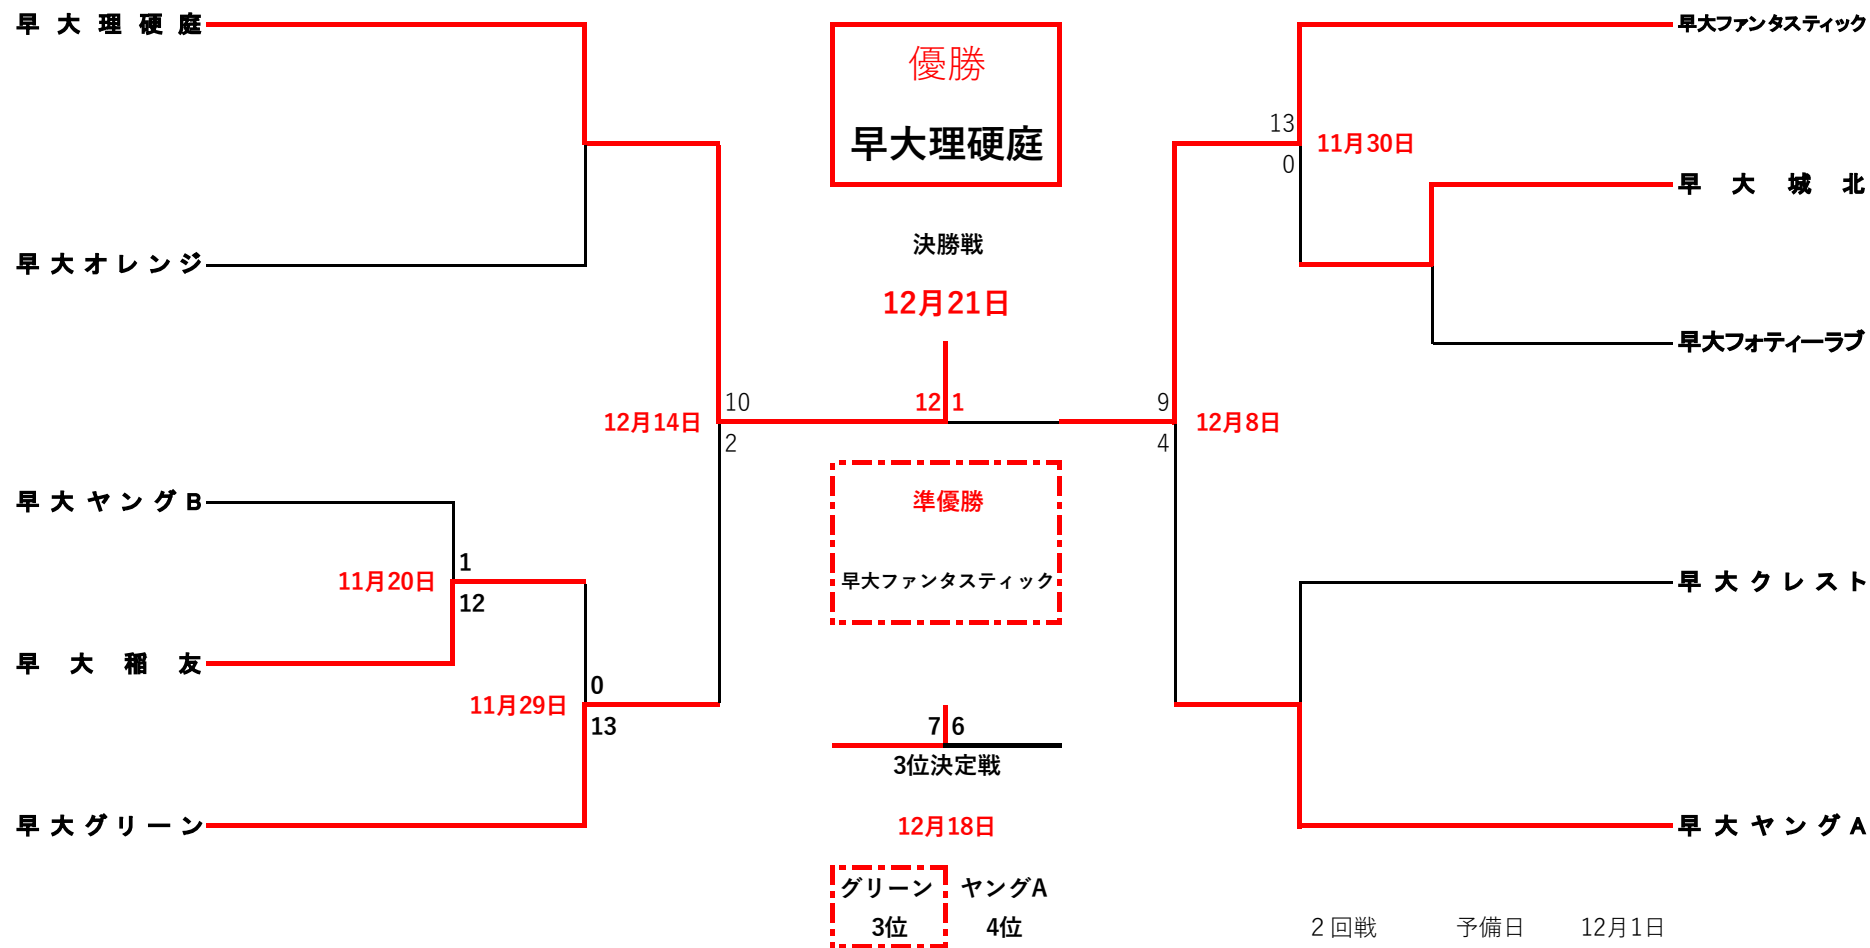 早大理硬庭
早大オレンジ
早大ヤングB
早大稲友
早大グリーン
11月20日
1
12
11月29日
0
13
12月14日
10
2
優勝
早大理硬庭
決勝戦
12月21日
12 1
準優勝
早大ファンタスティック
7 6
3位決定戦
12月18日
グリーン ヤングA
3位 4位
9
4
12月8日
13
0
11月30日
早大ファンタスティック
早大城北
早大フォティーラブ
早大クレスト
早大ヤングA
2回戦 予備日 12月1日